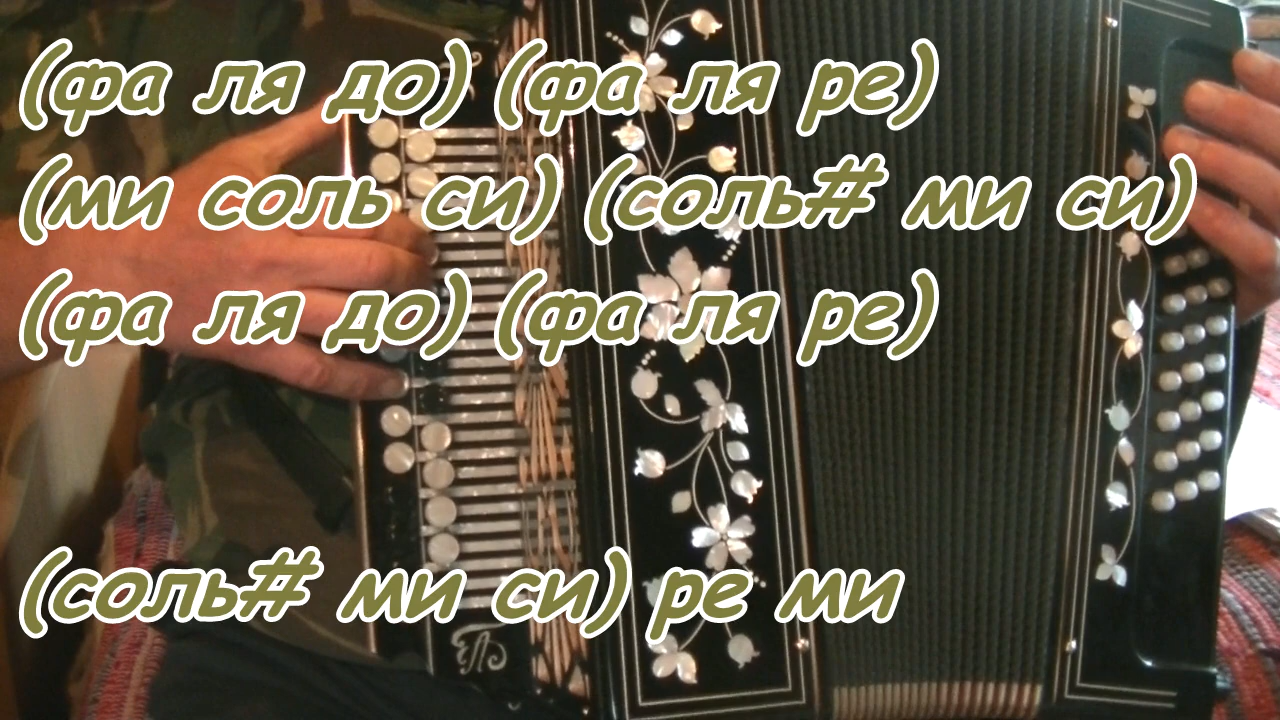 (фа ля до) (фа ля ре)
(ми соль си) (соль# ми си)
(фа ля до) (фа ля ре)
(соль# ми си) ре ми